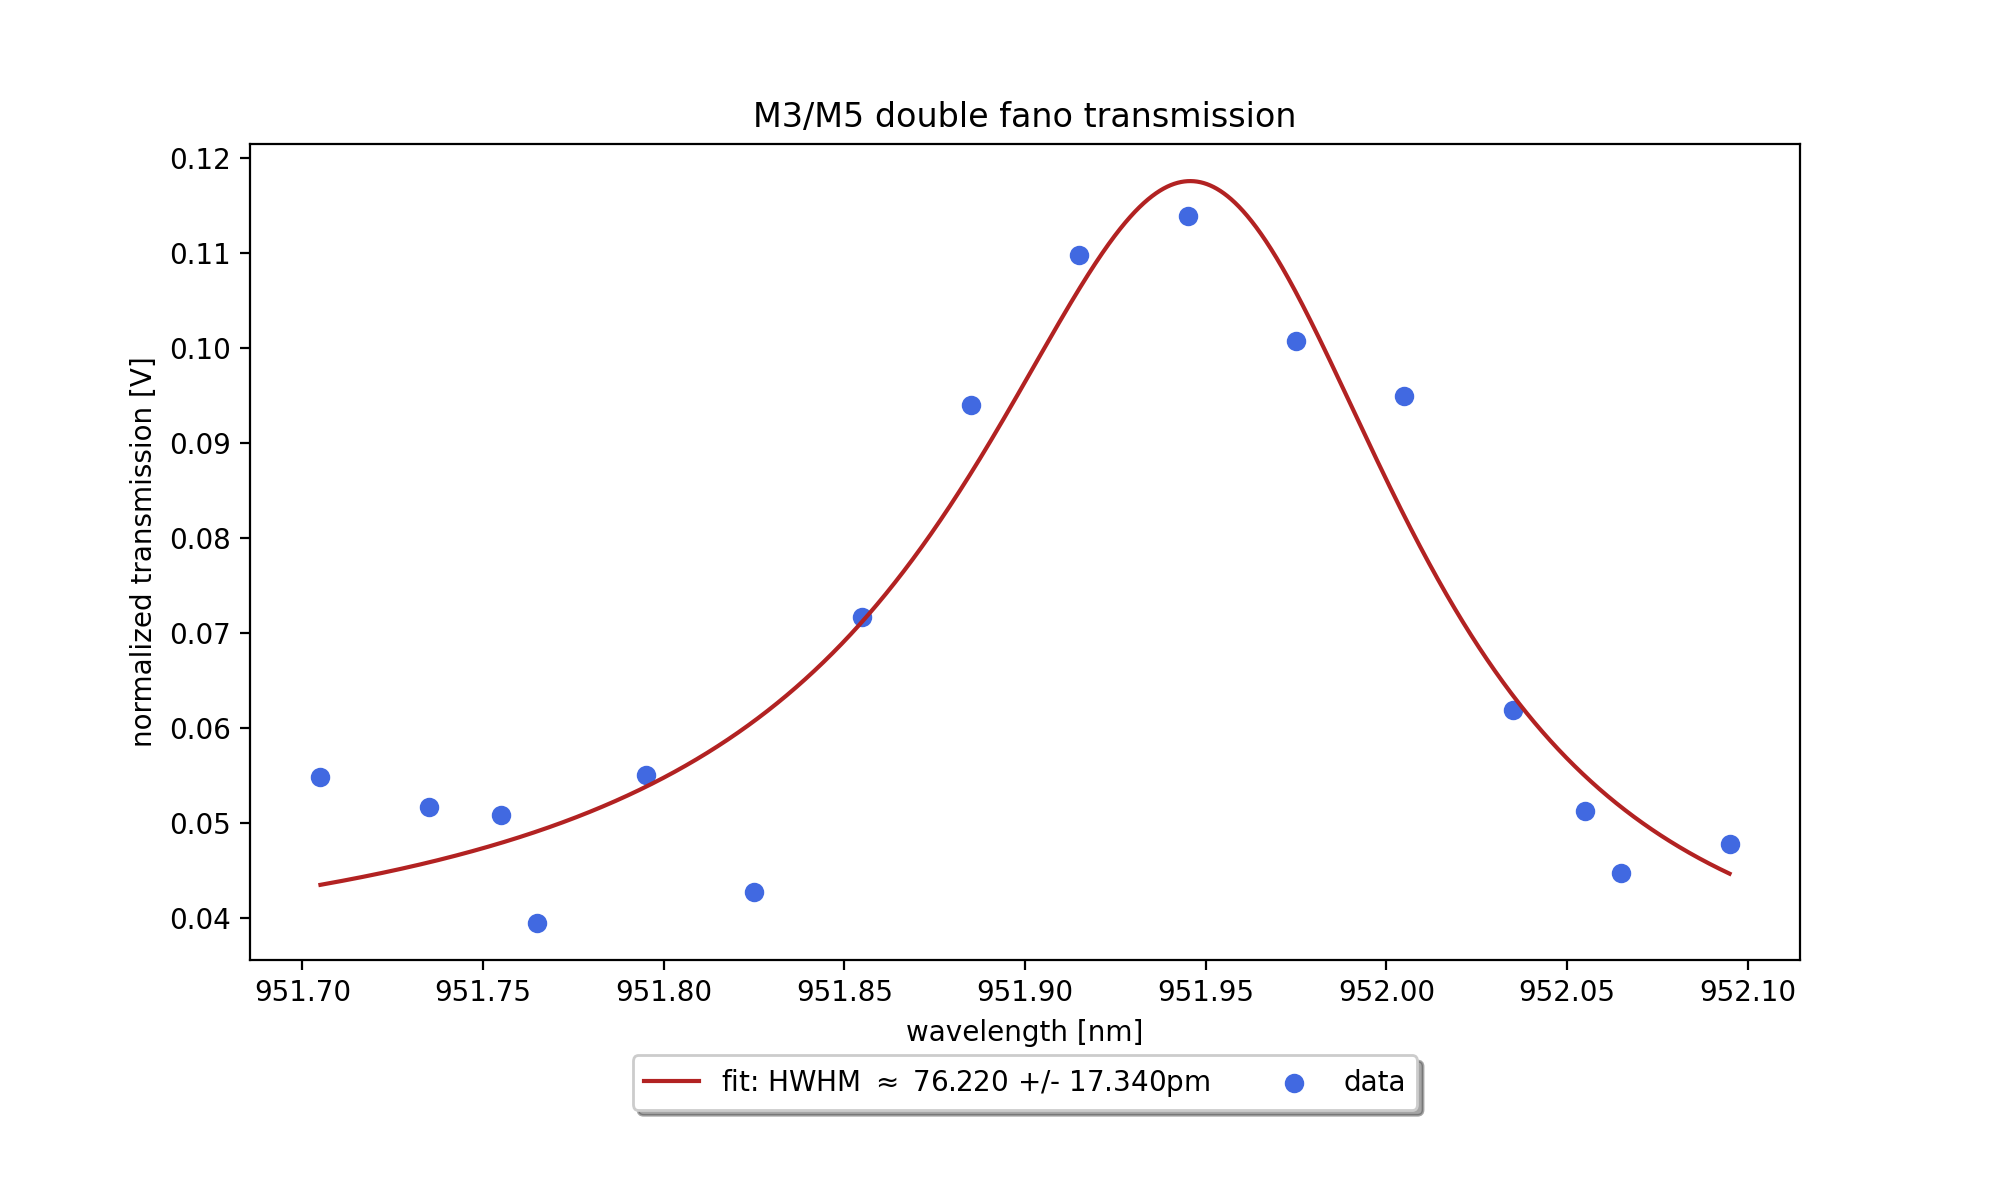 M3/M5 double fano transmission
normalized transmission [V]
0.12
0.11
0.10
0.09
0.08
0.07
0.06
0.05
0.04
951.70 951.75 951.80 951.85 951.90 951.95 952.00 952.05 952.10
wavelength [nm]
fit: HWHM ≈ 76.220 +/- 17.340pm data